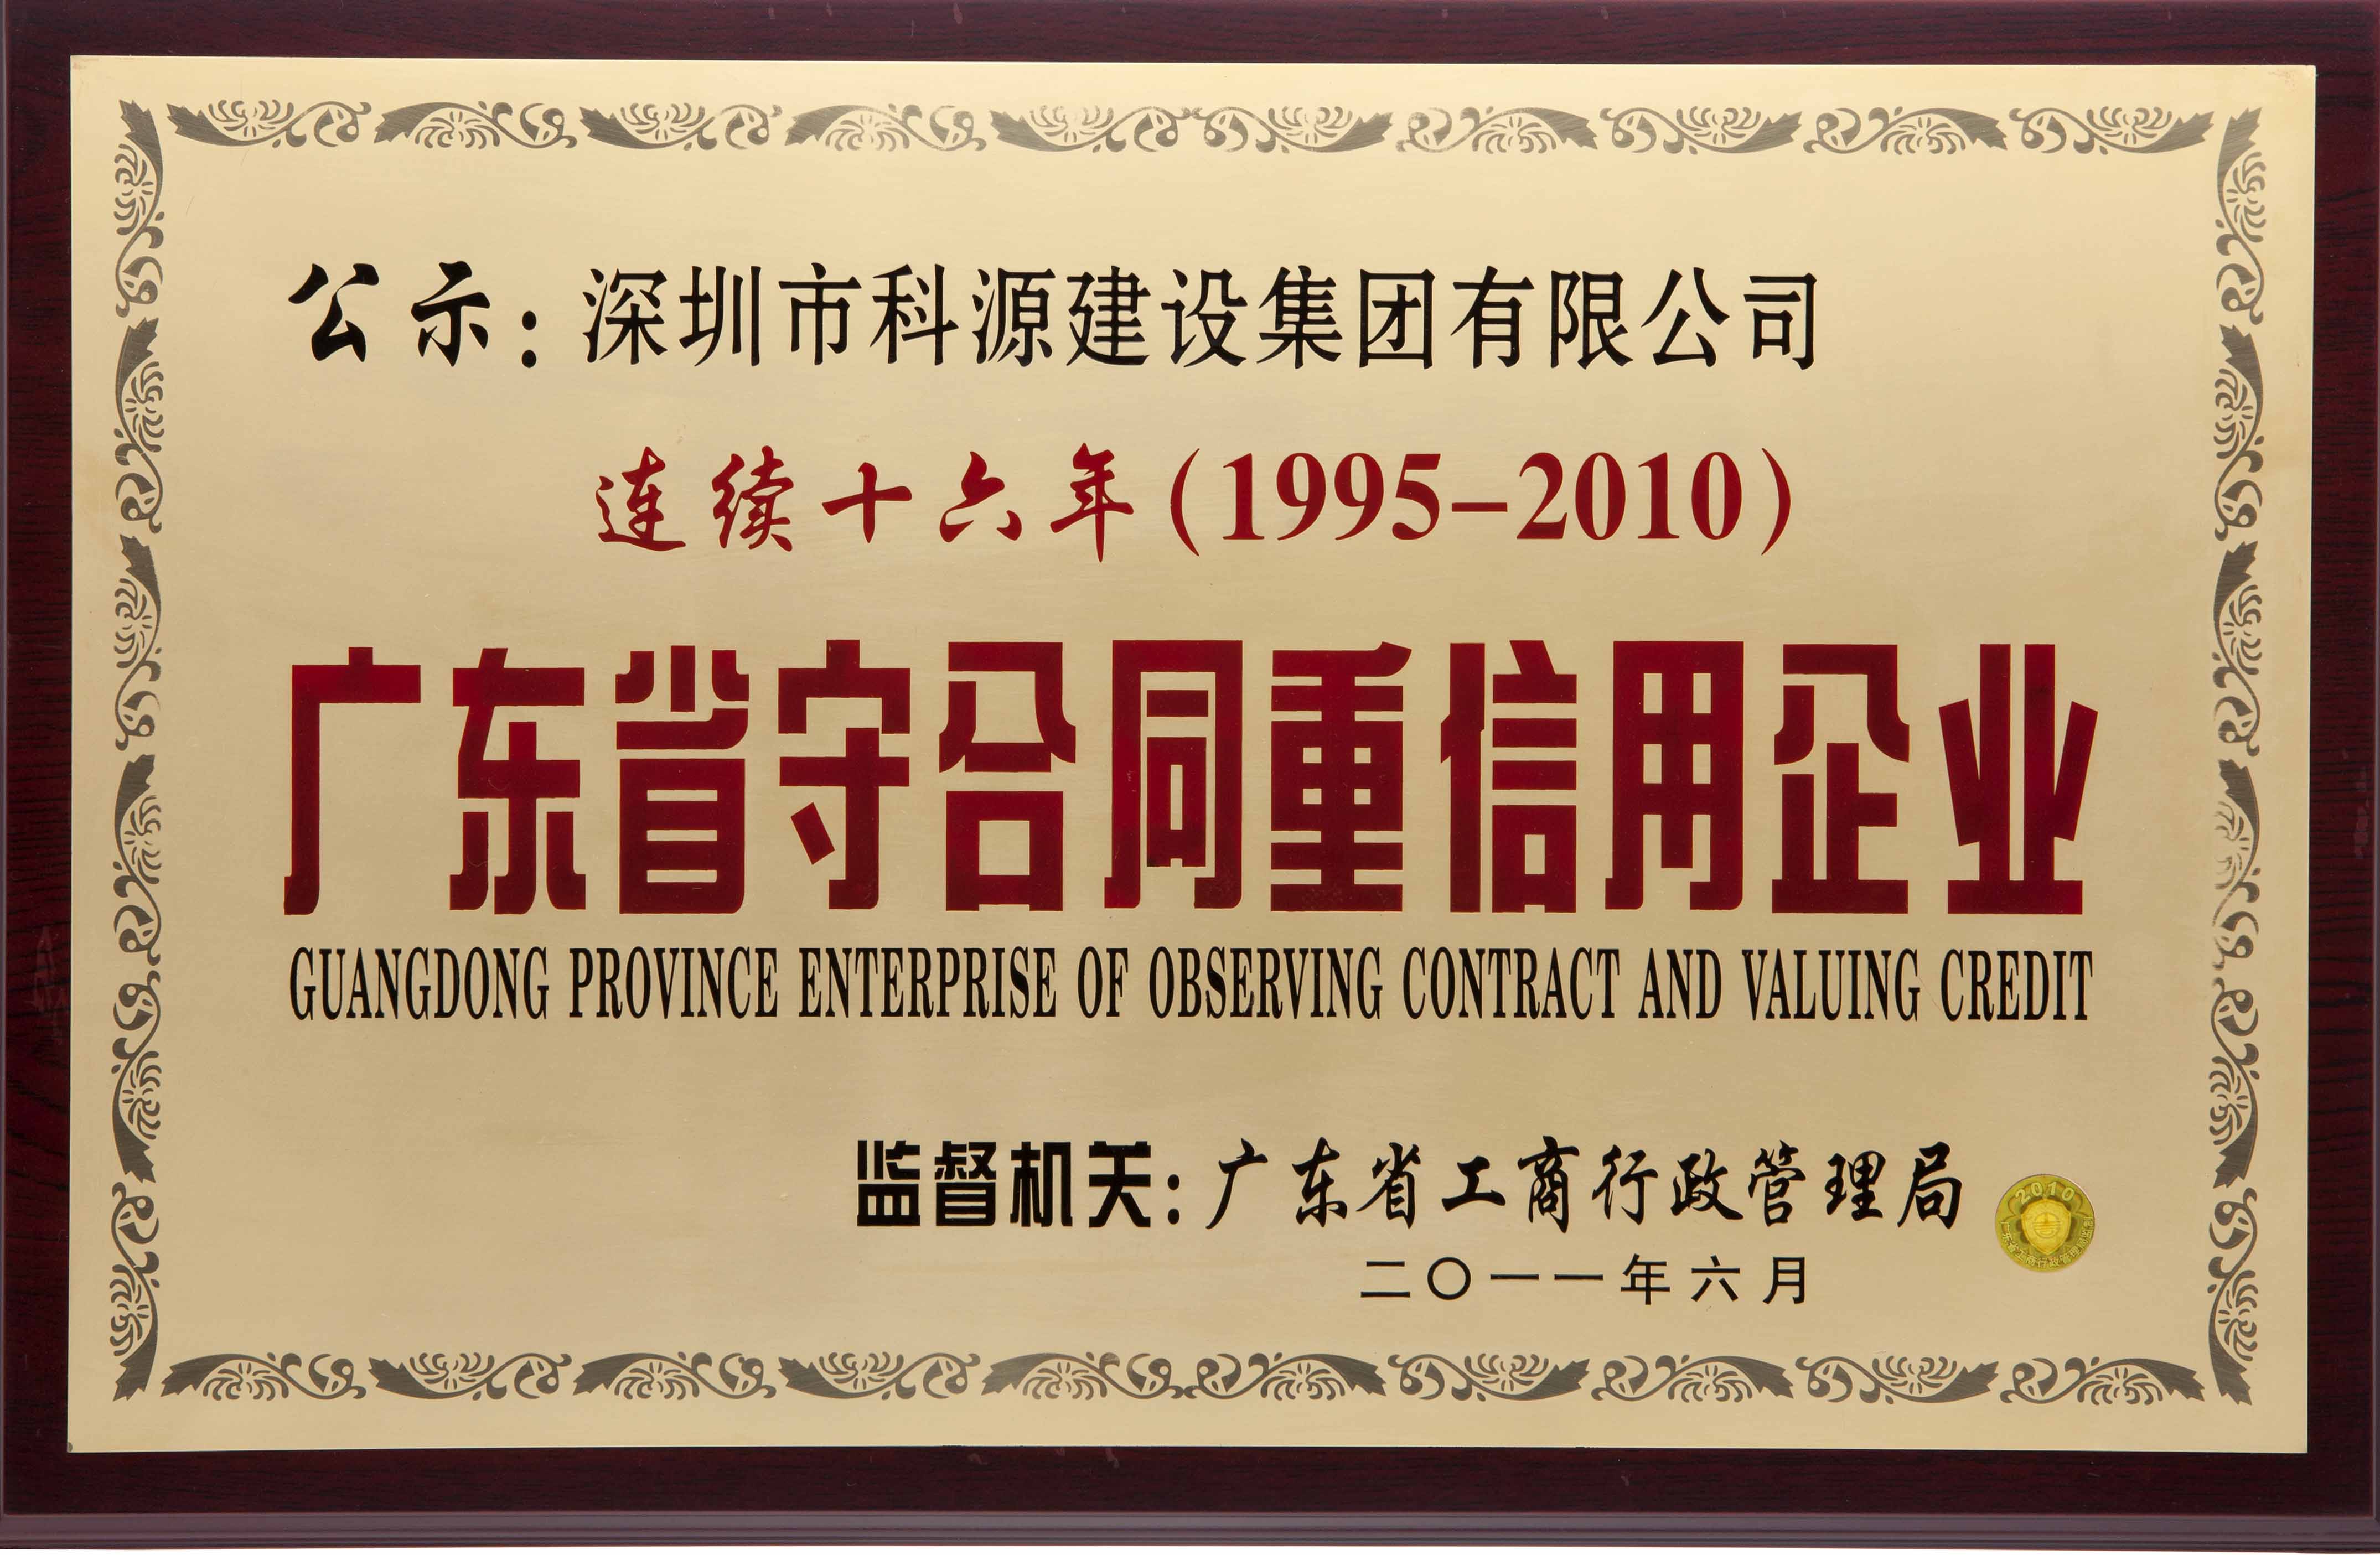 公示：深圳市科源建设集团有限公司
连续十六年(1995-2010)
广东省守合同重信用企业
GUANGDONG PROVINCE ENTERPRISE OF OBSERVING CONTRACT AND VALUING CREDIT
监督机关：广东省工商行政管理局
2010
二〇一一年六月